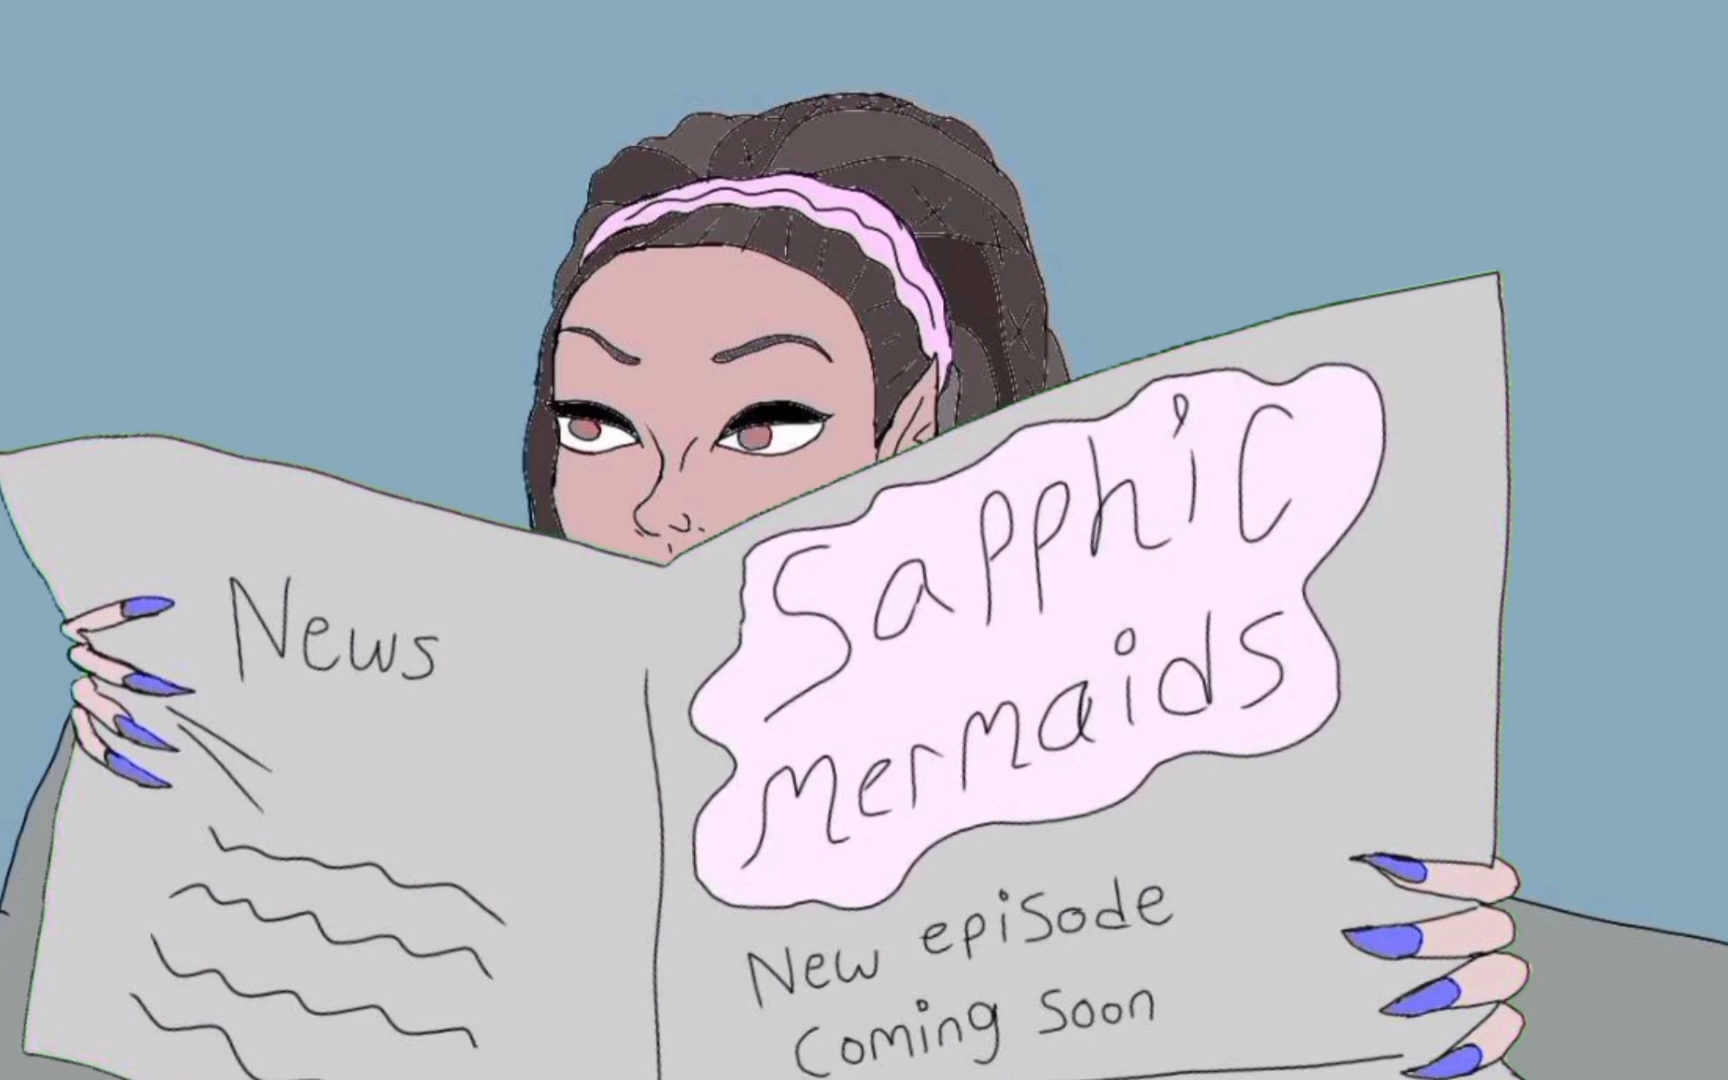 News
Sapphic
Mermaids
New episode
Coming Soon